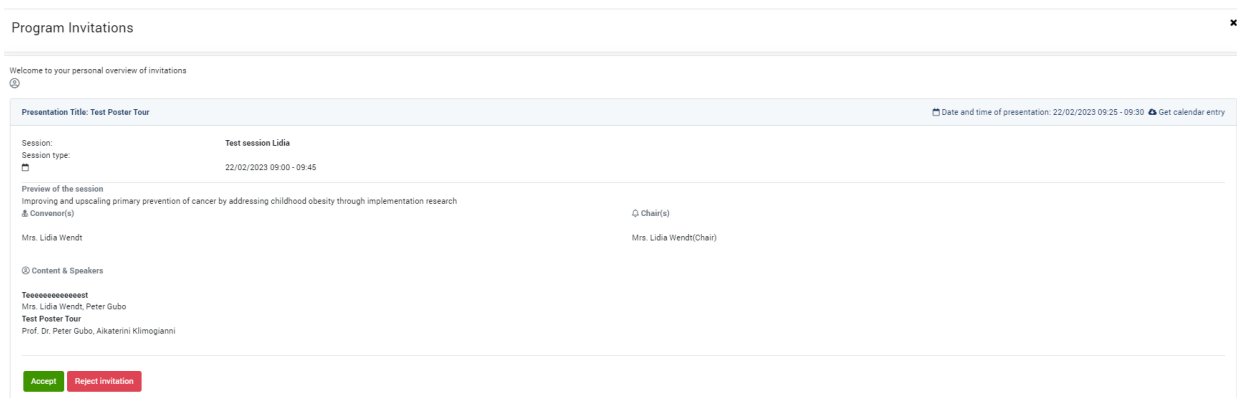 Program Invitations
Welcome to your personal overview of invitations
Presentation Title: Test Poster Tour
Date and time of presentation: 22/02/2023 09:25 - 09:30 Get calendar entry
Session: Test session Lidia
Session type:
22/02/2023 09:00 - 09:45
Preview of the session
Improving and upscaling primary prevention of cancer by addressing childhood obesity through implementation research
Convenor(s) Chair(s)
Mrs. Lidia Wendt Mrs. Lidia Wendt(Chair)
Content & Speakers
Teeeeeeeeeeeest
Mrs. Lidia Wendt, Peter Gubo
Test Poster Tour
Prof. Dr. Peter Gubo, Aikaterini Klimogianni
Accept Reject invitation